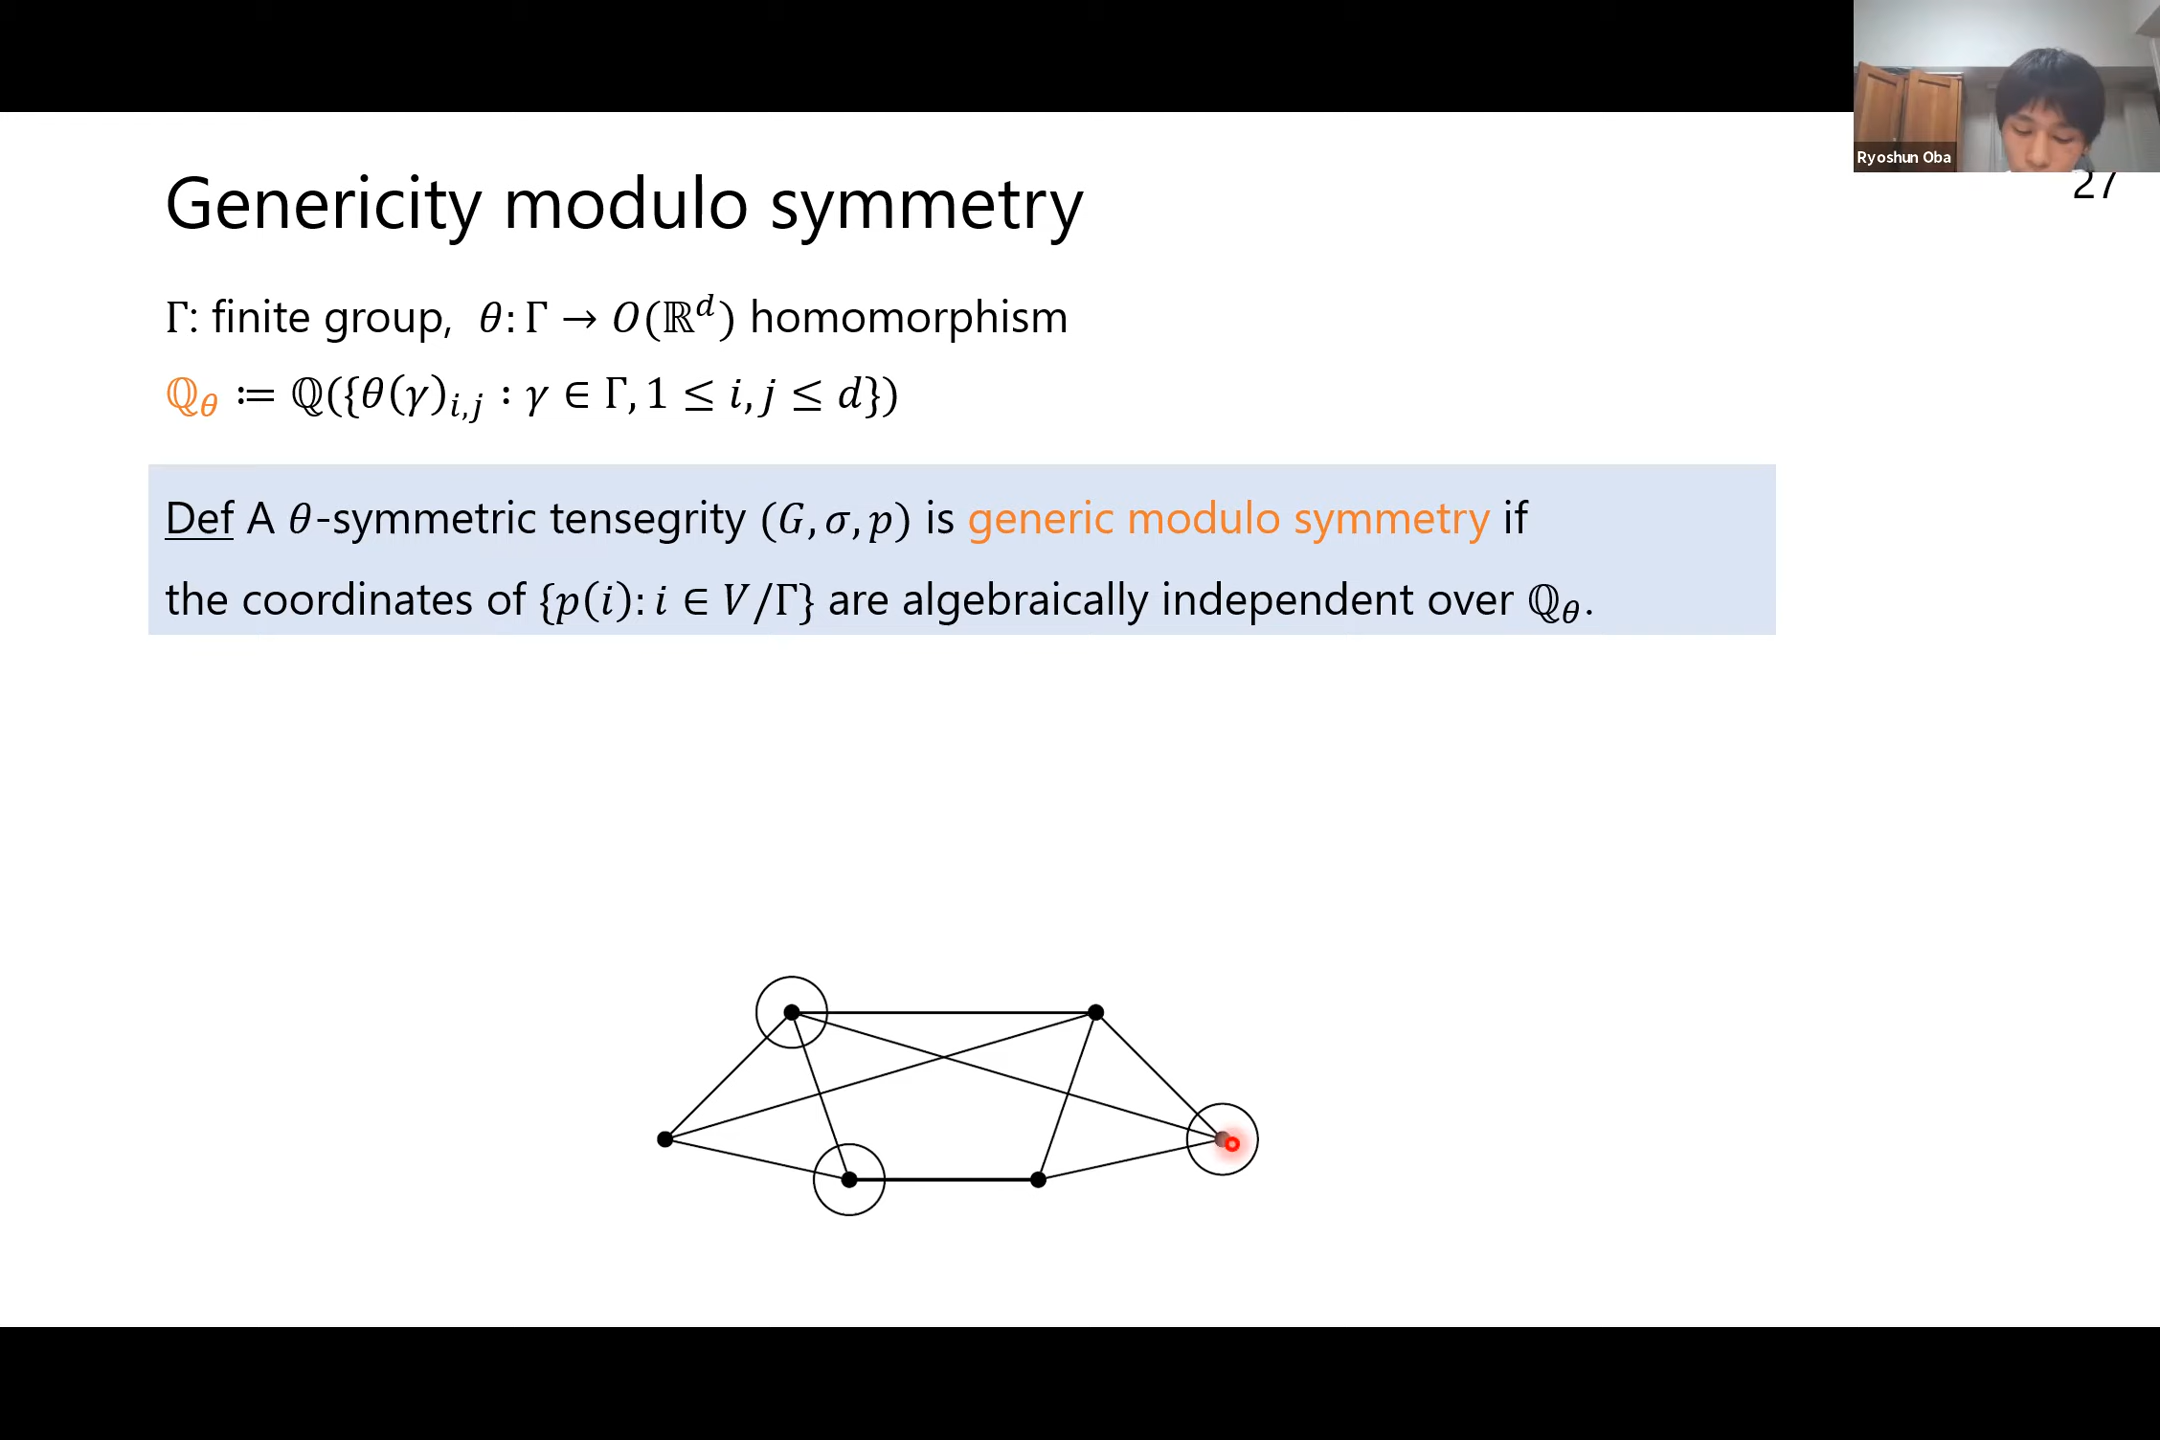 Ryoshun Oba
27
Genericity modulo symmetry
Γ: finite group, θ: Γ → O(ℝ^d) homomorphism
ℚ_θ ≔ ℚ({θ(γ)_{i,j} : γ ∈ Γ, 1 ≤ i, j ≤ d})
Def A θ-symmetric tensegrity (G, σ, p) is generic modulo symmetry if
the coordinates of {p(i): i ∈ V/Γ} are algebraically independent over ℚ_θ.